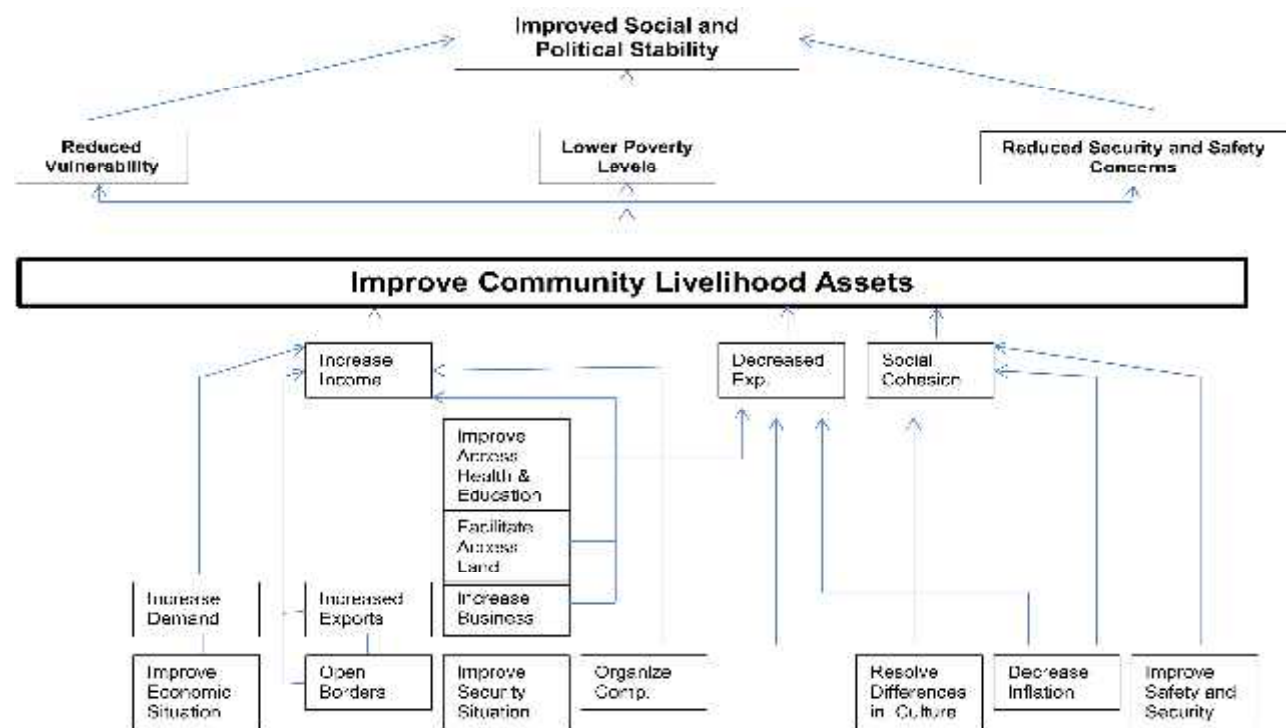 Improved Social and
Political Stability
Reduced
Vulnerability
Lower Poverty
Levels
Reduced Security and Safety
Concerns
Improve Community Livelihood Assets
Increase
Income
Decreased
Exp.
Social
Cohesion
Improve
Access
Health &
Education
Facilitate
Access
Land
Increase
Demand
Increased
Exports
Increase
Business
Improve
Economic
Situation
Open
Borders
Improve
Security
Situation
Organize
Comp.
Resolve
Differences
in Culture
Decrease
Inflation
Improve
Safety and
Security